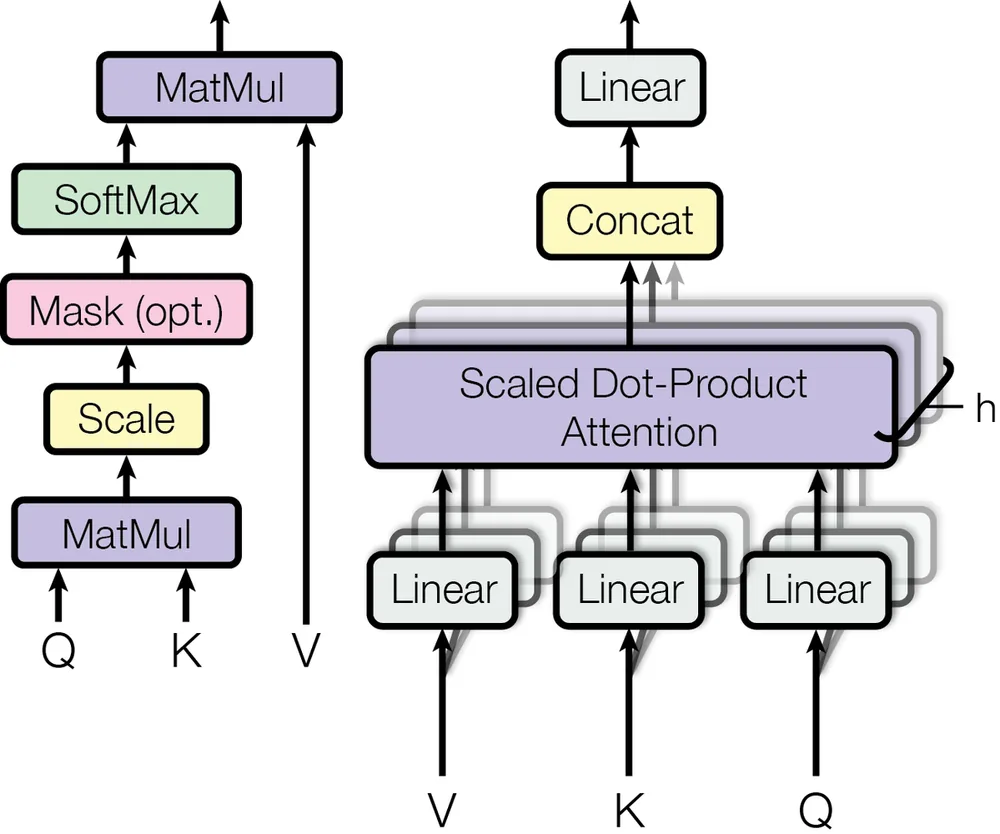 MatMul
SoftMax
Mask (opt.)
Scale
MatMul
Q K V
Linear
Concat
Scaled Dot-Product
Attention
h
Linear Linear Linear
V K Q